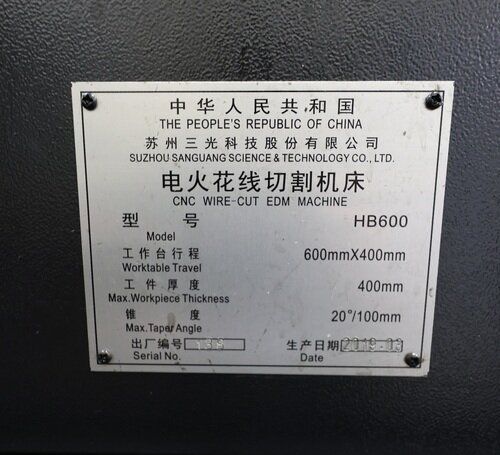 中华人民共和国
THE PEOPLE'S REPUBLIC OF CHINA
苏州三光科技股份有限公司
SUZHOU SANGUANG SCIENCE & TECHNOLOGY CO., LTD.
电火花线切割机床
CNC WIRE-CUT EDM MACHINE
型 号 HB600
Model
工作台行程 600mmX400mm
Worktable Travel
工件厚度 400mm
Max.Workpiece Thickness
锥 度 20°/100mm
Max.Taper Angle
出厂编号 生产日期 2019.03
Serial No. Date